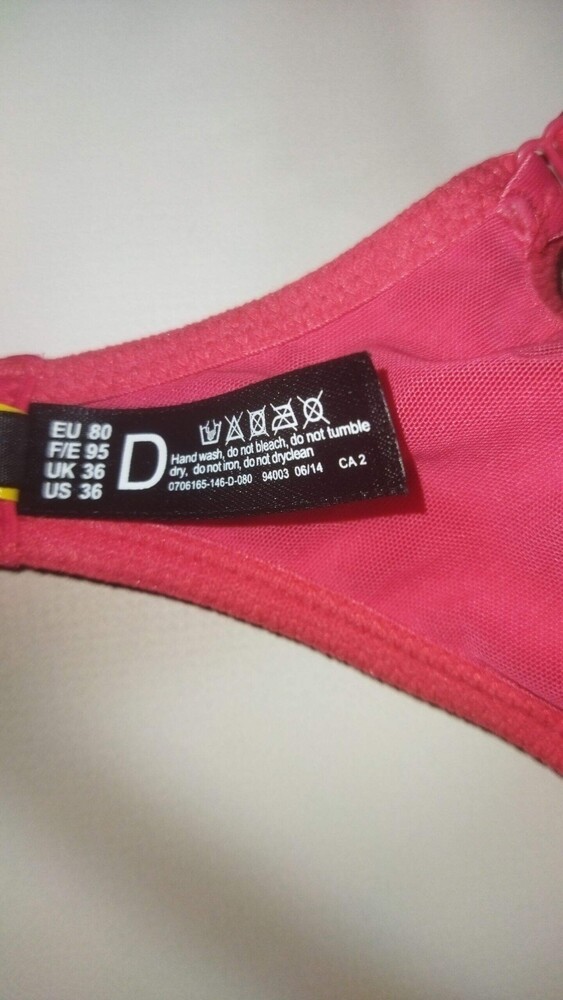 EU 80
F/E 95
UK 36
US 36
D
Hand wash, do not bleach, do not tumble
dry, do not iron, do not dryclean
0706165-146-D-080 94003 06/14 CA 2